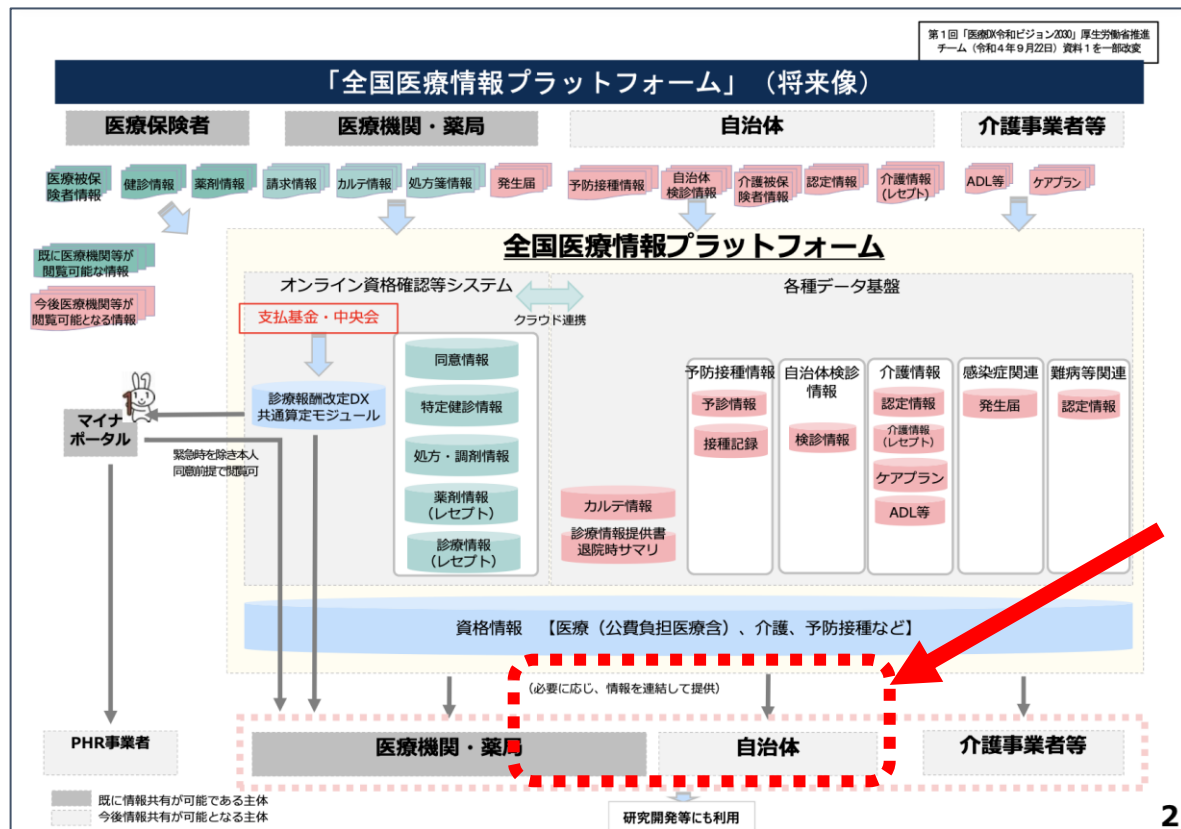 第1回「医療DX令和ビジョン2030」厚生労働省推進
チーム（令和4年9月22日）資料1を一部改変
「全国医療情報プラットフォーム」（将来像）
医療保険者
医療機関・薬局
自治体
介護事業者等
医療被保
険者情報
健診情報
薬剤情報
請求情報
カルテ情報
処方箋情報
発生届
予防接種情報
自治体
検診情報
介護被保
険者情報
認定情報
介護情報
(レセプト)
ADL等
ケアプラン
既に医療機関等が
閲覧可能な情報
今後医療機関等が
閲覧可能となる情報
全国医療情報プラットフォーム
オンライン資格確認等システム
各種データ基盤
クラウド連携
支払基金・中央会
診療報酬改定DX
共通算定モジュール
同意情報
特定健診情報
処方・調剤情報
薬剤情報
(レセプト)
診療情報
(レセプト)
カルテ情報
診療情報提供書
退院時サマリ
予防接種情報
予診情報
接種記録
自治体検診
情報
検診情報
介護情報
認定情報
介護情報
(レセプト)
ケアプラン
ADL等
感染症関連
発生届
難病等関連
認定情報
マイナ
ポータル
緊急時を除き本人
同意前提で閲覧可
資格情報　【医療（公費負担医療含）、介護、予防接種など】
（必要に応じ、情報を連結して提供）
PHR事業者
医療機関・薬局
自治体
介護事業者等
既に情報共有が可能である主体
今後情報共有が可能となる主体
研究開発等にも利用
2